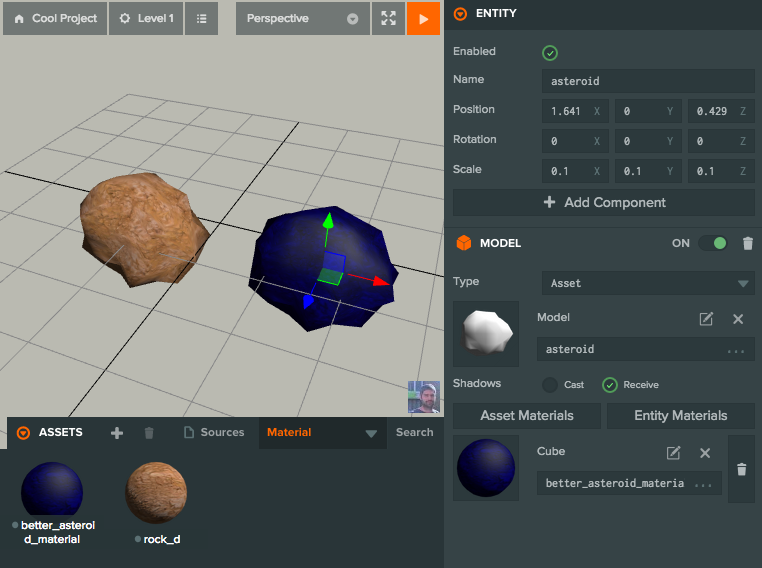 Cool Project
Level 1
Perspective
ENTITY
Enabled
Name
asteroid
Position
1.641 X 0 Y 0.429 Z
Rotation
0 X 0 Y 0 Z
Scale
0.1 X 0.1 Y 0.1 Z
Add Component
MODEL
ON
Type
Asset
Model
asteroid ...
Shadows
Cast
Receive
Asset Materials
Entity Materials
Cube
better_asteroid_materia ...
ASSETS
Sources
Material
Search
better_asteroi
d_material
rock_d